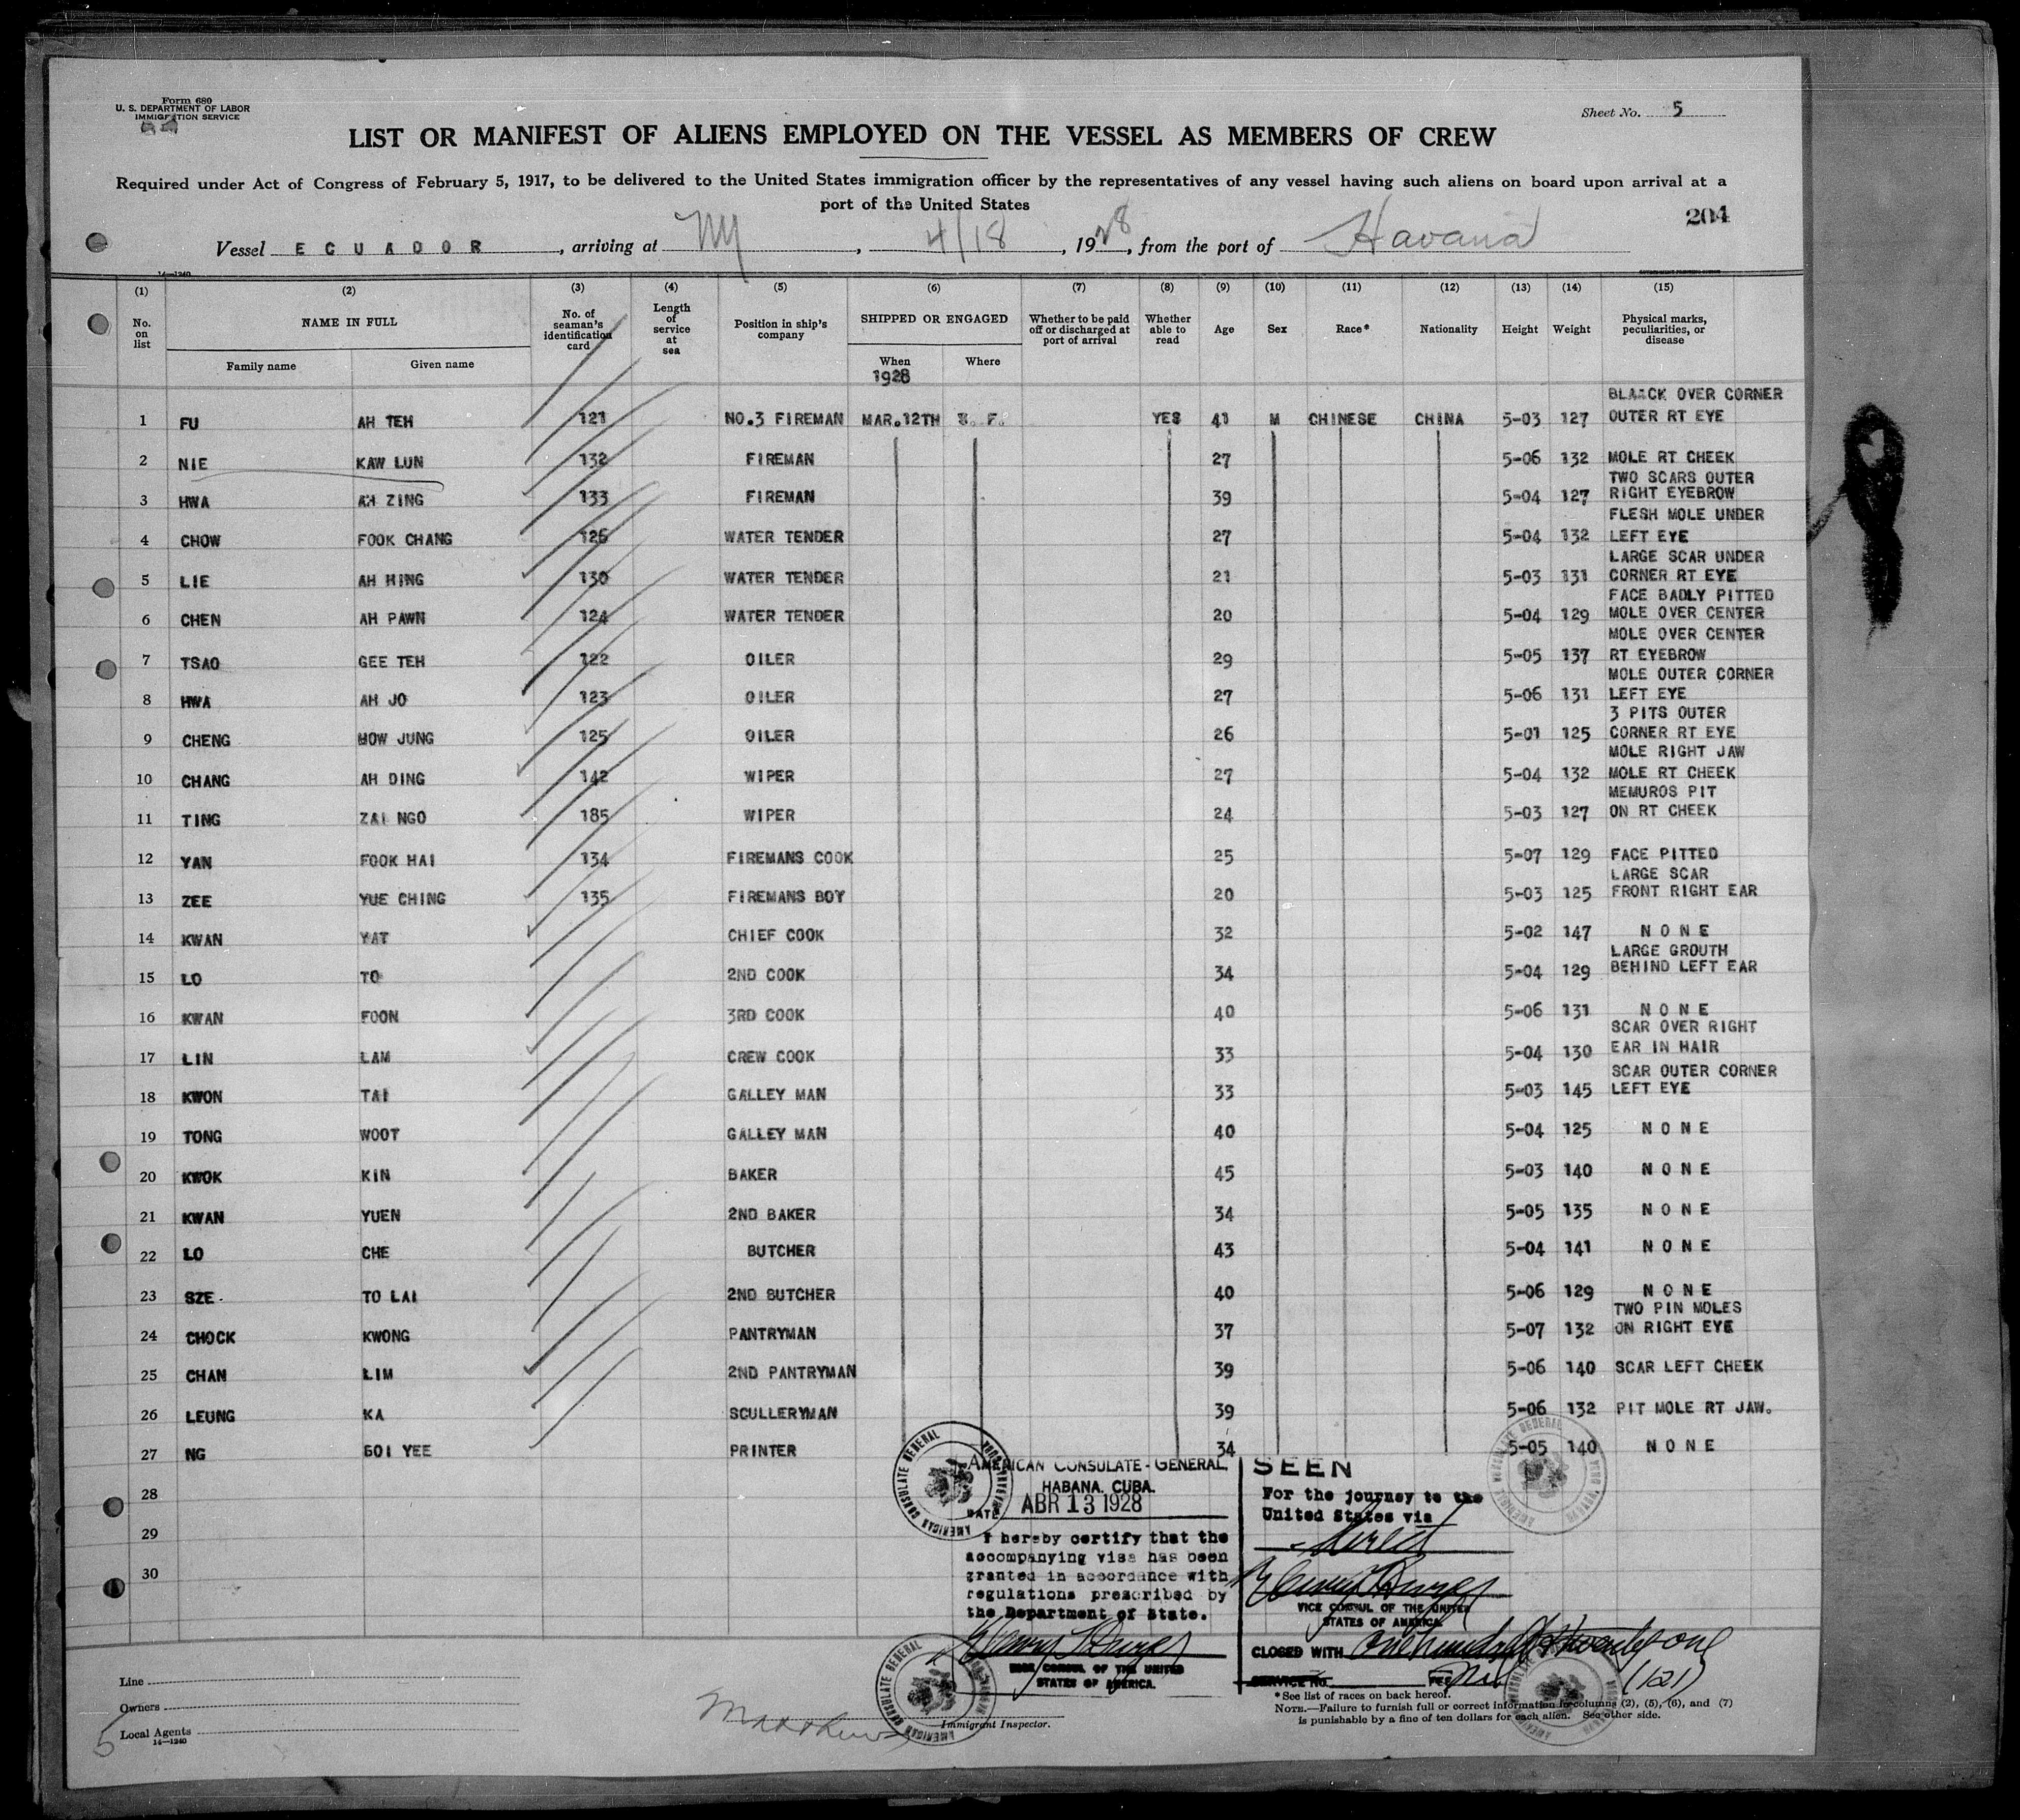 Form 680
U. S. DEPARTMENT OF LABOR
IMMIGRATION SERVICE
Sheet No. 5
LIST OR MANIFEST OF ALIENS EMPLOYED ON THE VESSEL AS MEMBERS OF CREW
Required under Act of Congress of February 5, 1917, to be delivered to the United States immigration officer by the representatives of any vessel having such aliens on board upon arrival at a
port of the United States
204
Vessel ECUADOR, arriving at NY, 4/18, 1928, from the port of Havana
14—1240
(1) (2) (3) (4) (5) (6) (7) (8) (9) (10) (11) (12) (13) (14) (15)
No. on list NAME IN FULL No. of seaman's identification card Length of service at sea Position in ship's company SHIPPED OR ENGAGED Whether to be paid off or discharged at port of arrival Whether able to read Age Sex Race* Nationality Height Weight Physical marks, peculiarities, or disease
Family name Given name When Where
1928
BLAACK OVER CORNER
1 FU AH TEH 121 NO.3 FIREMAN MAR.12TH S. F. YES 41 M CHINESE CHINA 5-03 127 OUTER RT EYE
2 NIE KAW LUN 132 FIREMAN 27 5-06 132 MOLE RT CHEEK
TWO SCARS OUTER
3 HWA AH ZING 133 FIREMAN 39 5-04 127 RIGHT EYEBROW
FLESH MOLE UNDER
4 CHOW FOOK CHANG 126 WATER TENDER 27 5-04 132 LEFT EYE
LARGE SCAR UNDER
5 LIE AH HING 130 WATER TENDER 21 5-03 131 CORNER RT EYE
FACE BADLY PITTED
6 CHEN AH PAWN 124 WATER TENDER 20 5-04 129 MOLE OVER CENTER
MOLE OVER CENTER
7 TSAO GEE TEH 122 OILER 29 5-05 137 RT EYEBROW
MOLE OUTER CORNER
8 HWA AH JO 123 OILER 27 5-06 131 LEFT EYE
3 PITS OUTER
9 CHENG MOW JUNG 125 OILER 26 5-01 125 CORNER RT EYE
MOLE RIGHT JAW
10 CHANG AH DING 142 WIPER 27 5-04 132 MOLE RT CHEEK
MEMUROS PIT
11 TING ZAI NGO 185 WIPER 24 5-03 127 ON RT CHEEK
12 YAN FOOK HAI 134 FIREMANS COOK 25 5-07 129 FACE PITTED
LARGE SCAR
13 ZEE YUE CHING 135 FIREMANS BOY 20 5-03 125 FRONT RIGHT EAR
14 KWAN YAT CHIEF COOK 32 5-02 147 NONE
LARGE GROUTH
15 LO TO 2ND COOK 34 5-04 129 BEHIND LEFT EAR
16 KWAN FOON 3RD COOK 40 5-06 131 NONE
SCAR OVER RIGHT
17 LIN LAM CREW COOK 33 5-04 130 EAR IN HAIR
SCAR OUTER CORNER
18 KWON TAI GALLEY MAN 33 5-03 145 LEFT EYE
19 TONG WOOT GALLEY MAN 40 5-04 125 NONE
20 KWOK KIN BAKER 45 5-03 140 NONE
21 KWAN YUEN 2ND BAKER 34 5-05 135 NONE
22 LO CHE BUTCHER 43 5-04 141 NONE
23 SZE TO LAI 2ND BUTCHER 40 5-06 129 NONE
TWO PIN MOLES
24 CHOCK KWONG PANTRYMAN 37 5-07 132 ON RIGHT EYE
25 CHAN LIM 2ND PANTRYMAN 39 5-06 140 SCAR LEFT CHEEK
26 LEUNG KA SCULLERYMAN 39 5-06 132 PIT MOLE RT JAW.
27 NG GOI YEE PRINTER 34 5-05 140 NONE
28
29
30
AMERICAN CONSULATE GENERAL
AMERICAN CONSULATE-GENERAL,
HABANA, CUBA.
DATE ABR 13 1928
I hereby certify that the
accompanying visa has been
granted in accordance with
regulations prescribed by
the Department of State.
VICE CONSUL OF THE UNITED
STATES OF AMERICA.
SEEN
For the journey to the
United States via
direct
VICE CONSUL OF THE UNITED
STATES OF AMERICA
CLOSED WITH one hundred twenty one
(121)
SERVICE NO. FEE Nil
Line
Owners
Local Agents
14—1240
5
Immigrant Inspector.
*See list of races on back hereof.
NOTE.—Failure to furnish full or correct information in columns (2), (5), (6), and (7)
is punishable by a fine of ten dollars for each alien. See other side.